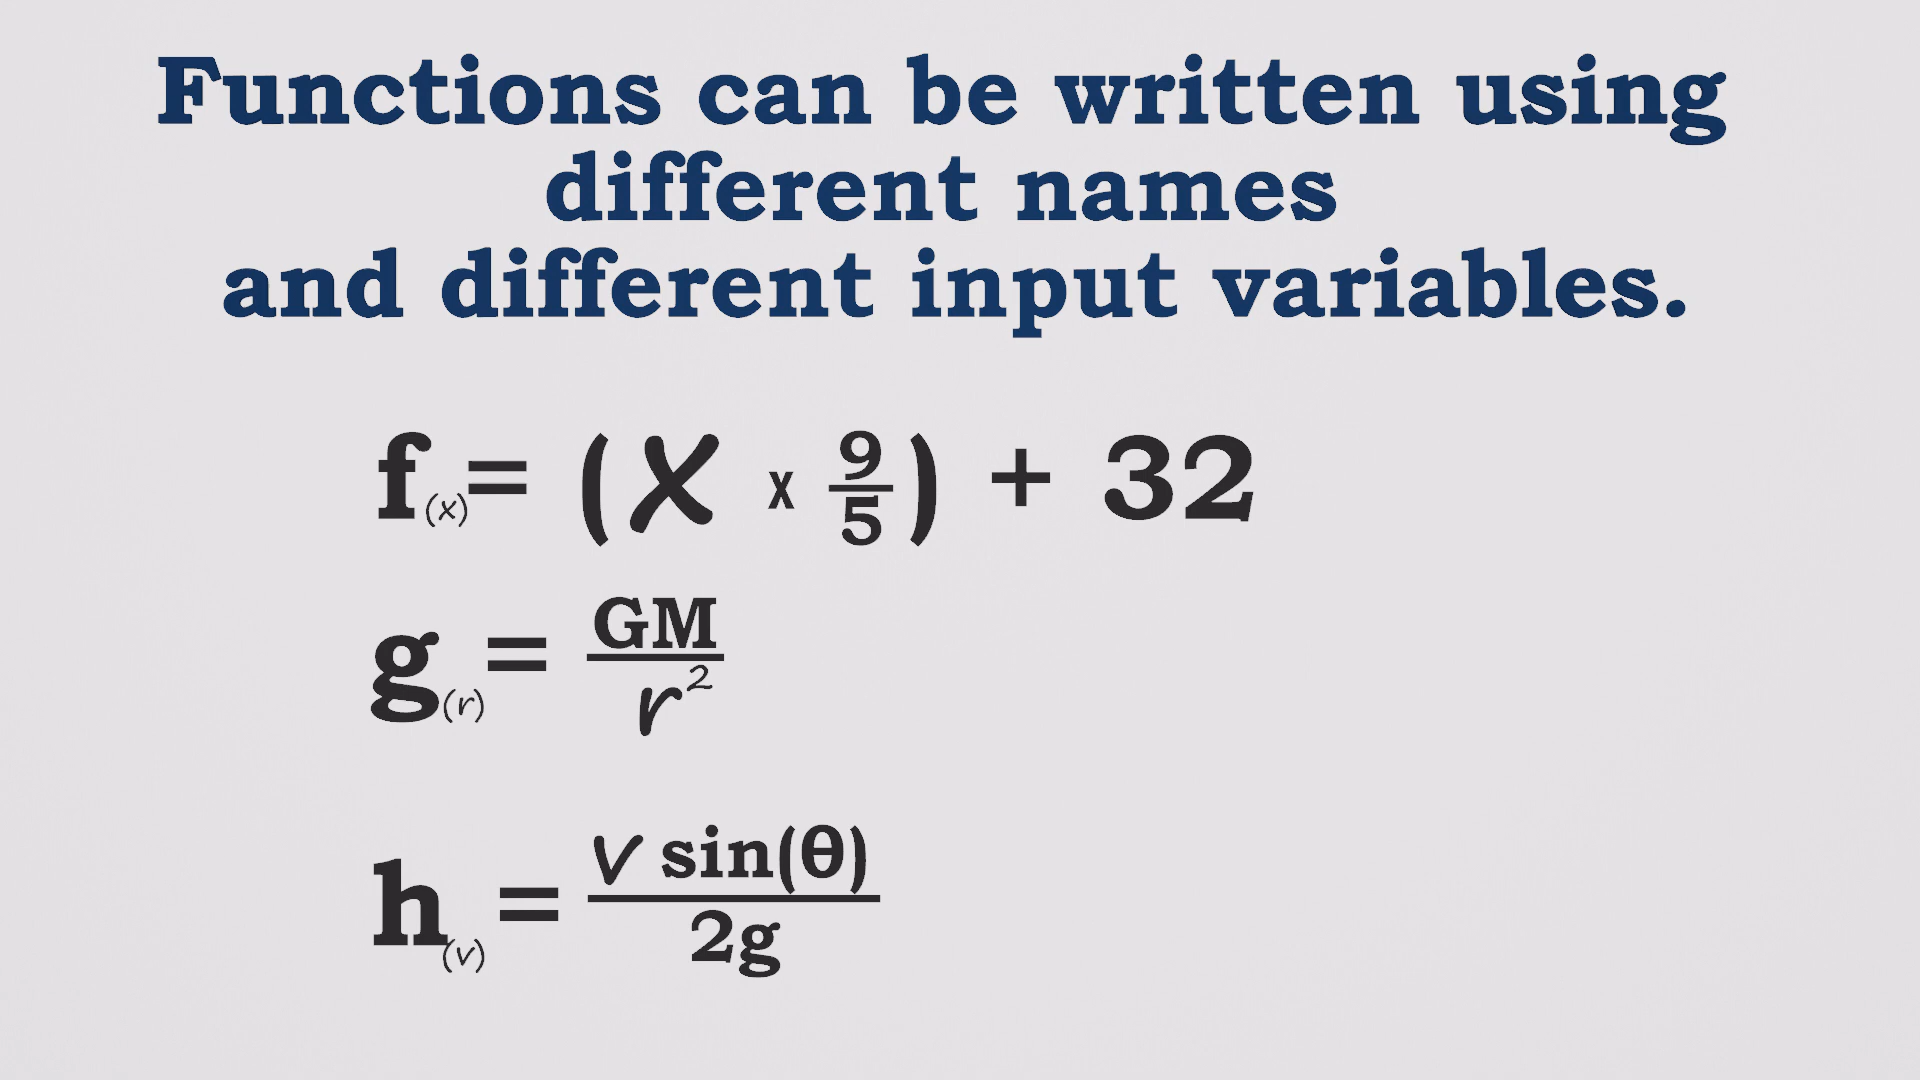 Functions can be written using
different names
and different input variables.
f(x)= (x x 9/5) + 32
g(r)= GM/r²
h(v)= v sin(θ)/2g